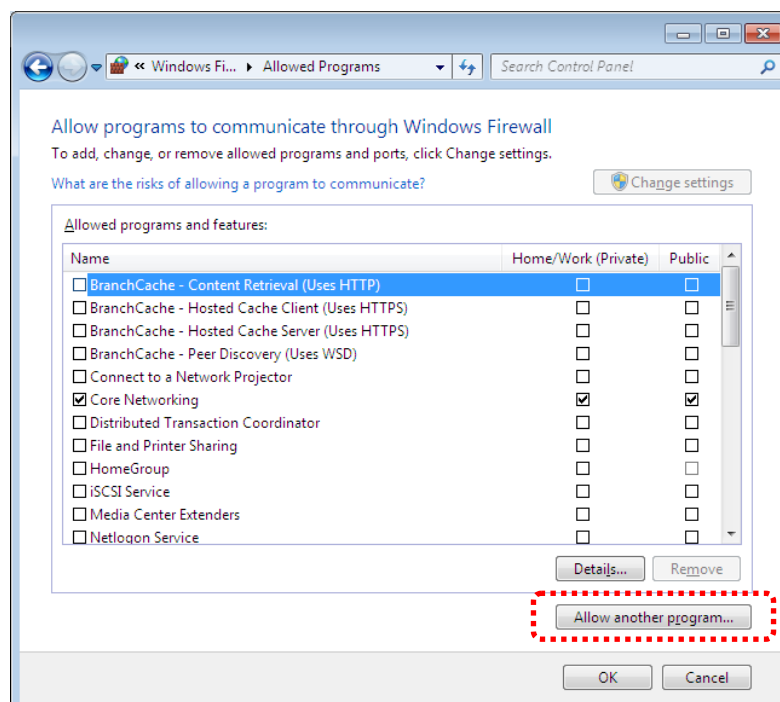 « Windows Fi... ▸ Allowed Programs Search Control Panel
Allow programs to communicate through Windows Firewall
To add, change, or remove allowed programs and ports, click Change settings.
What are the risks of allowing a program to communicate? Change settings
Allowed programs and features:
Name Home/Work (Private) Public
BranchCache - Content Retrieval (Uses HTTP)
BranchCache - Hosted Cache Client (Uses HTTPS)
BranchCache - Hosted Cache Server (Uses HTTPS)
BranchCache - Peer Discovery (Uses WSD)
Connect to a Network Projector
Core Networking
Distributed Transaction Coordinator
File and Printer Sharing
HomeGroup
iSCSI Service
Media Center Extenders
Netlogon Service
Details... Remove
Allow another program...
OK Cancel